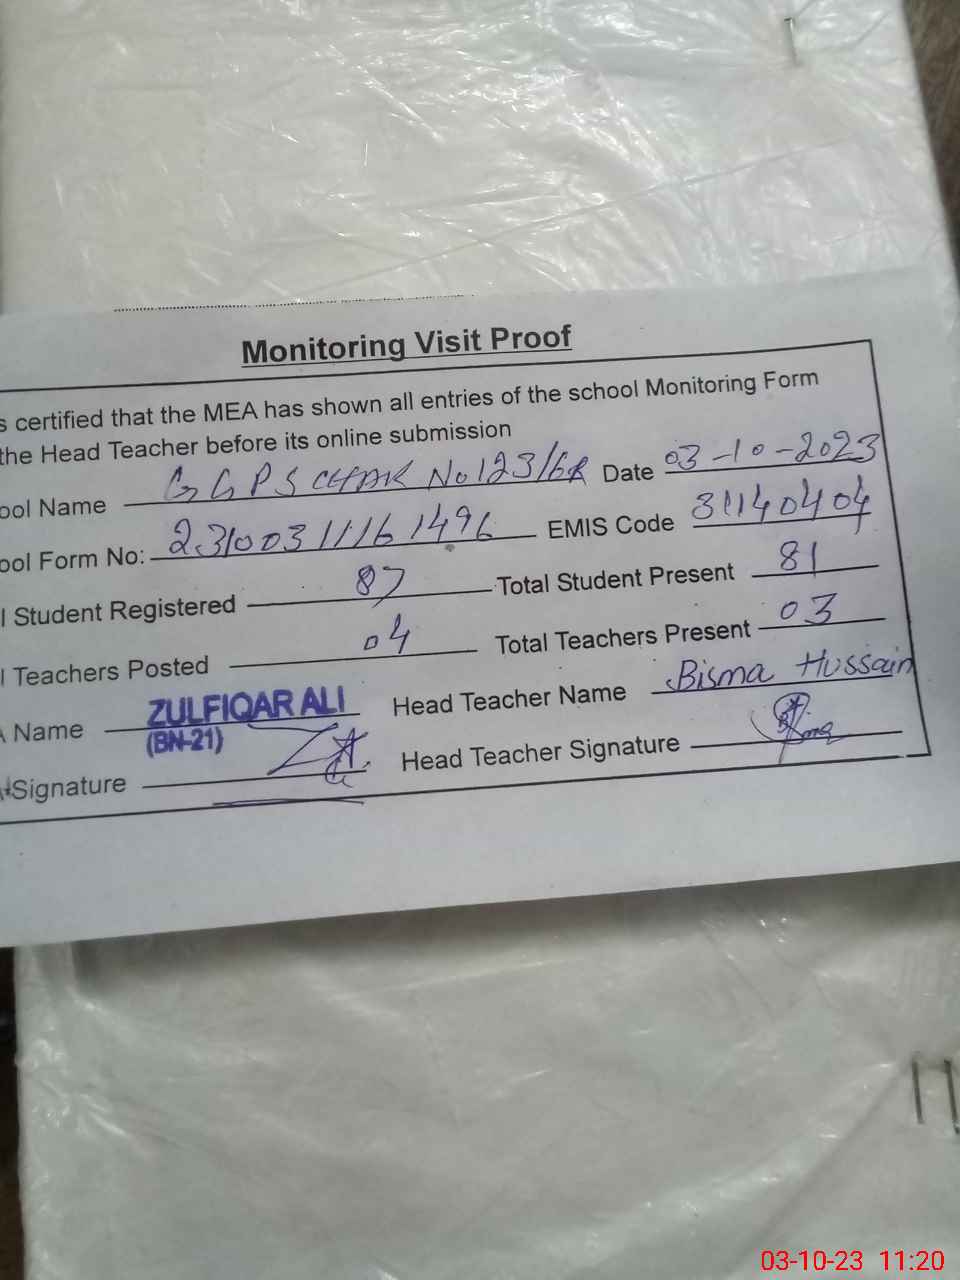 Monitoring Visit Proof
s certified that the MEA has shown all entries of the school Monitoring Form
the Head Teacher before its online submission
ool Name GGPS CHAK No 123/6R Date 03-10-2023
ool Form No: 23100311161496 EMIS Code 31140404
l Student Registered 87 Total Student Present 81
l Teachers Posted 04 Total Teachers Present 03
A Name ZULFIQAR ALI Head Teacher Name Bisma Hussain
(BN-21)
Signature Head Teacher Signature
03-10-23 11:20